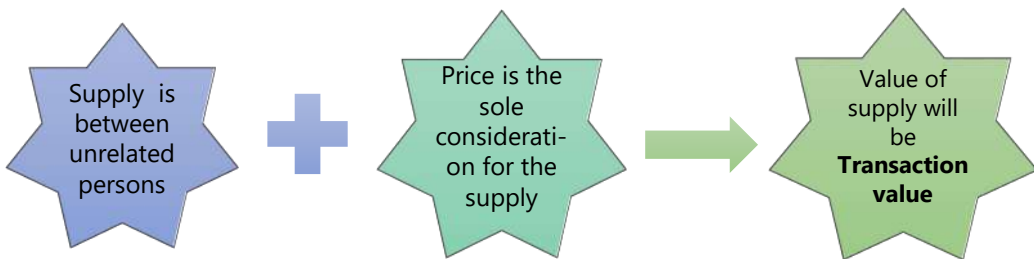 Supply is
between
unrelated
persons
Price is the
sole
considerati-
on for the
supply
Value of
supply will
be
Transaction
value